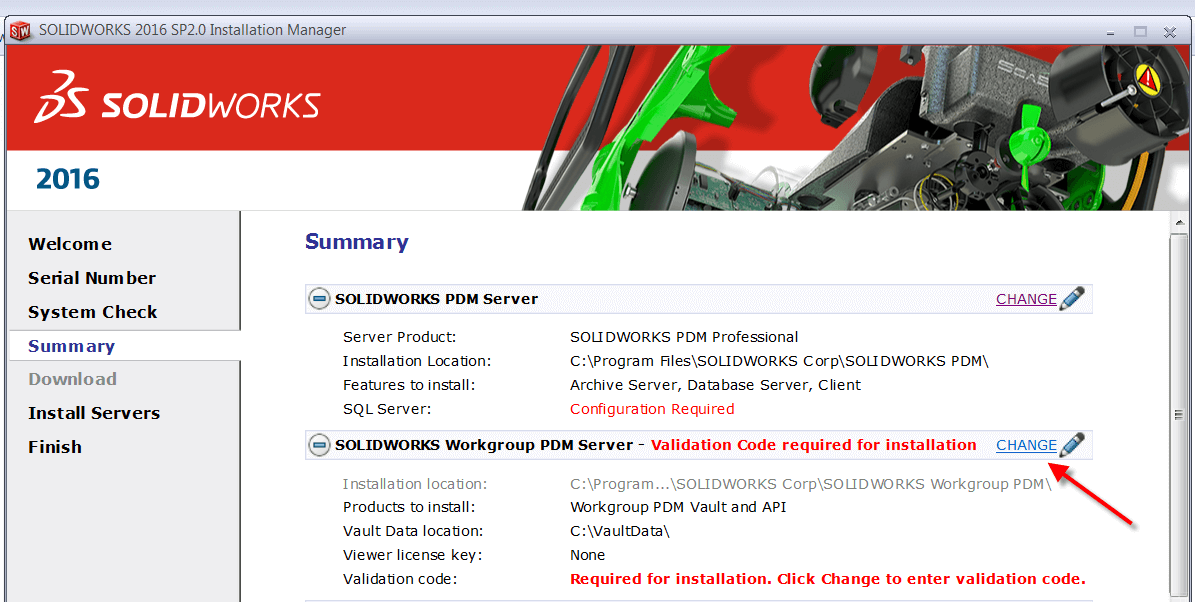 SOLIDWORKS 2016 SP2.0 Installation Manager
SOLIDWORKS
2016
Welcome
Serial Number
System Check
Summary
Download
Install Servers
Finish
Summary
SOLIDWORKS PDM Server CHANGE
Server Product: SOLIDWORKS PDM Professional
Installation Location: C:\Program Files\SOLIDWORKS Corp\SOLIDWORKS PDM\
Features to install: Archive Server, Database Server, Client
SQL Server: Configuration Required
SOLIDWORKS Workgroup PDM Server - Validation Code required for installation CHANGE
Installation location: C:\Program...\SOLIDWORKS Corp\SOLIDWORKS Workgroup PDM\
Products to install: Workgroup PDM Vault and API
Vault Data location: C:\VaultData\
Viewer license key: None
Validation code: Required for installation. Click Change to enter validation code.